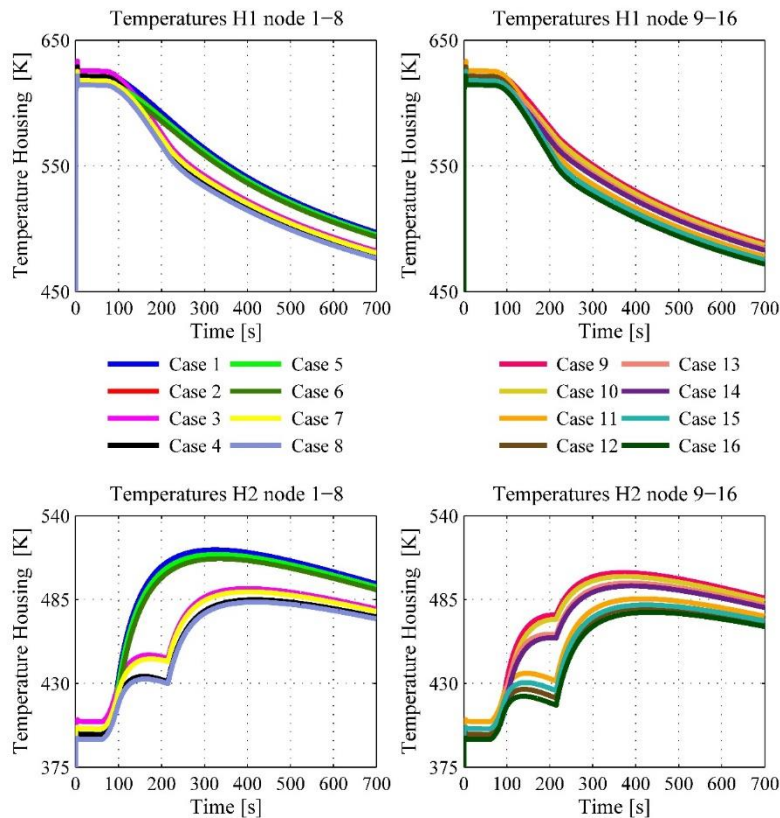 Temperatures H1 node 1−8
Temperature Housing [K]
650
550
450
0 100 200 300 400 500 600 700
Time [s]
Temperatures H1 node 9−16
Temperature Housing [K]
650
550
450
0 100 200 300 400 500 600 700
Time [s]
Case 1
Case 2
Case 3
Case 4
Case 5
Case 6
Case 7
Case 8
Case 9
Case 10
Case 11
Case 12
Case 13
Case 14
Case 15
Case 16
Temperatures H2 node 1−8
Temperature Housing [K]
540
485
430
375
0 100 200 300 400 500 600 700
Time [s]
Temperatures H2 node 9−16
Temperature Housing [K]
540
485
430
375
0 100 200 300 400 500 600 700
Time [s]